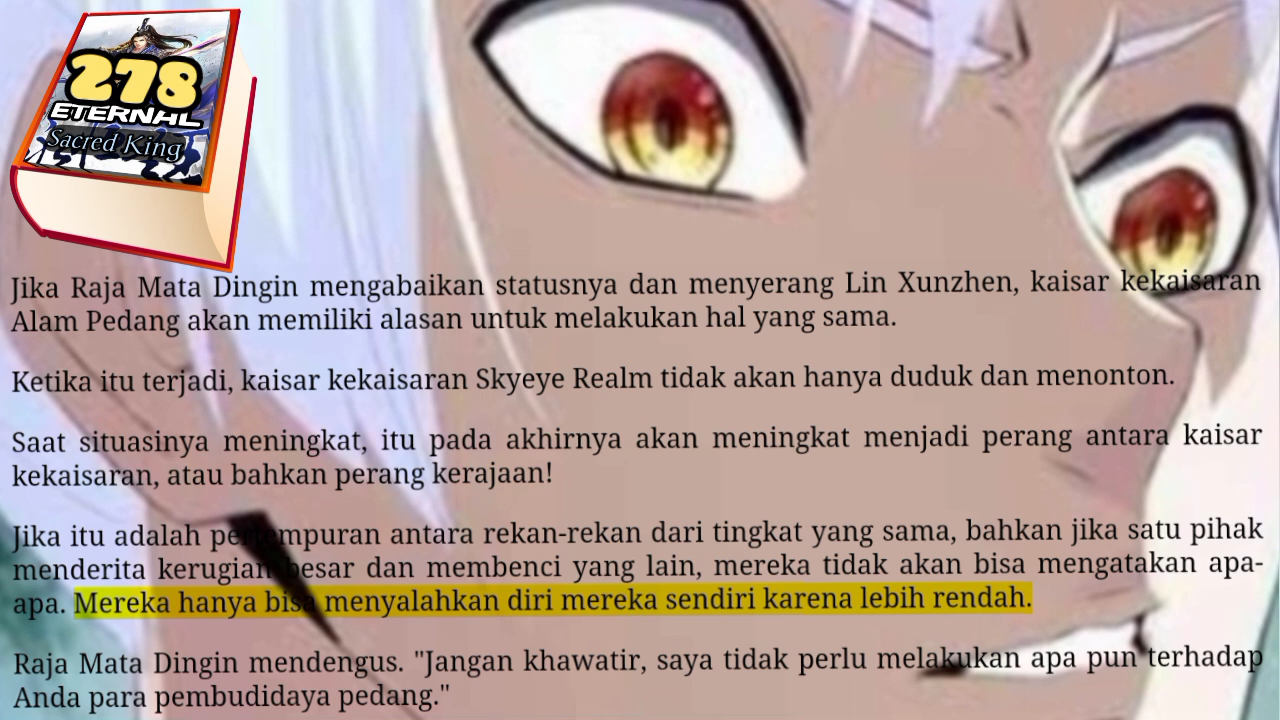 278
ETERNAL
Sacred King
Jika Raja Mata Dingin mengabaikan statusnya dan menyerang Lin Xunzhen, kaisar kekaisaran
Alam Pedang akan memiliki alasan untuk melakukan hal yang sama.
Ketika itu terjadi, kaisar kekaisaran Skyeye Realm tidak akan hanya duduk dan menonton.
Saat situasinya meningkat, itu pada akhirnya akan meningkat menjadi perang antara kaisar
kekaisaran, atau bahkan perang kerajaan!
Jika itu adalah pertempuran antara rekan-rekan dari tingkat yang sama, bahkan jika satu pihak
menderita kerugian besar dan membenci yang lain, mereka tidak akan bisa mengatakan apa-
apa. Mereka hanya bisa menyalahkan diri mereka sendiri karena lebih rendah.
Raja Mata Dingin mendengus. "Jangan khawatir, saya tidak perlu melakukan apa pun terhadap
Anda para pembudidaya pedang."